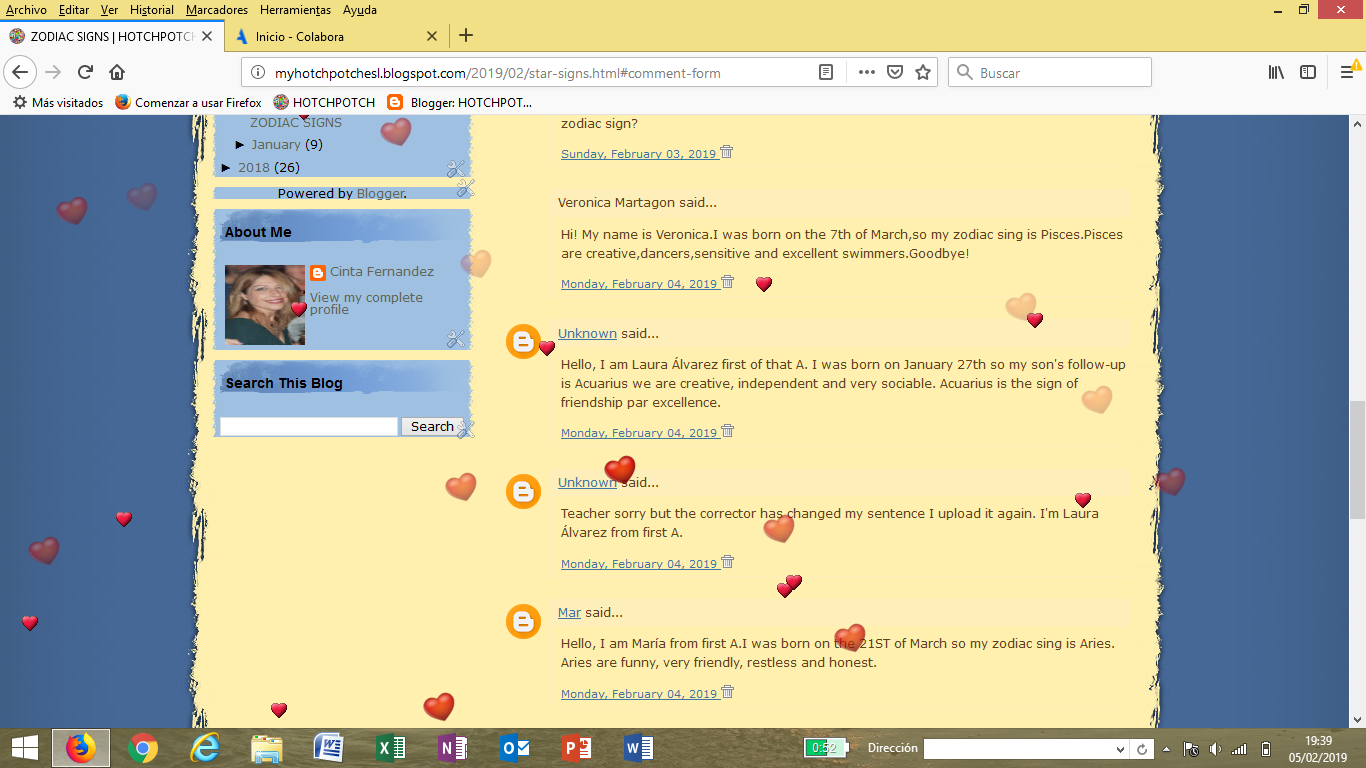 Archivo Editar Ver Historial Marcadores Herramientas Ayuda
ZODIAC SIGNS | HOTCHPOTCH
Inicio - Colabora
myhotchpotchesl.blogspot.com/2019/02/star-signs.html#comment-form
Buscar
Más visitados Comenzar a usar Firefox HOTCHPOTCH Blogger: HOTCHPOT...
ZODIAC SIGNS
► January (9)
► 2018 (26)
Powered by Blogger.
About Me
Cinta Fernandez
View my complete
profile
Search This Blog
Search
zodiac sign?
Sunday, February 03, 2019
Veronica Martagon said...
Hi! My name is Veronica.I was born on the 7th of March,so my zodiac sing is Pisces.Pisces
are creative,dancers,sensitive and excellent swimmers.Goodbye!
Monday, February 04, 2019
Unknown said...
Hello, I am Laura Álvarez first of that A. I was born on January 27th so my son's follow-up
is Acuarius we are creative, independent and very sociable. Acuarius is the sign of
friendship par excellence.
Monday, February 04, 2019
Unknown said...
Teacher sorry but the corrector has changed my sentence I upload it again. I'm Laura
Álvarez from first A.
Monday, February 04, 2019
Mar said...
Hello, I am María from first A.I was born on the 21ST of March so my zodiac sing is Aries.
Aries are funny, very friendly, restless and honest.
Monday, February 04, 2019
0:52
Dirección
19:39
05/02/2019